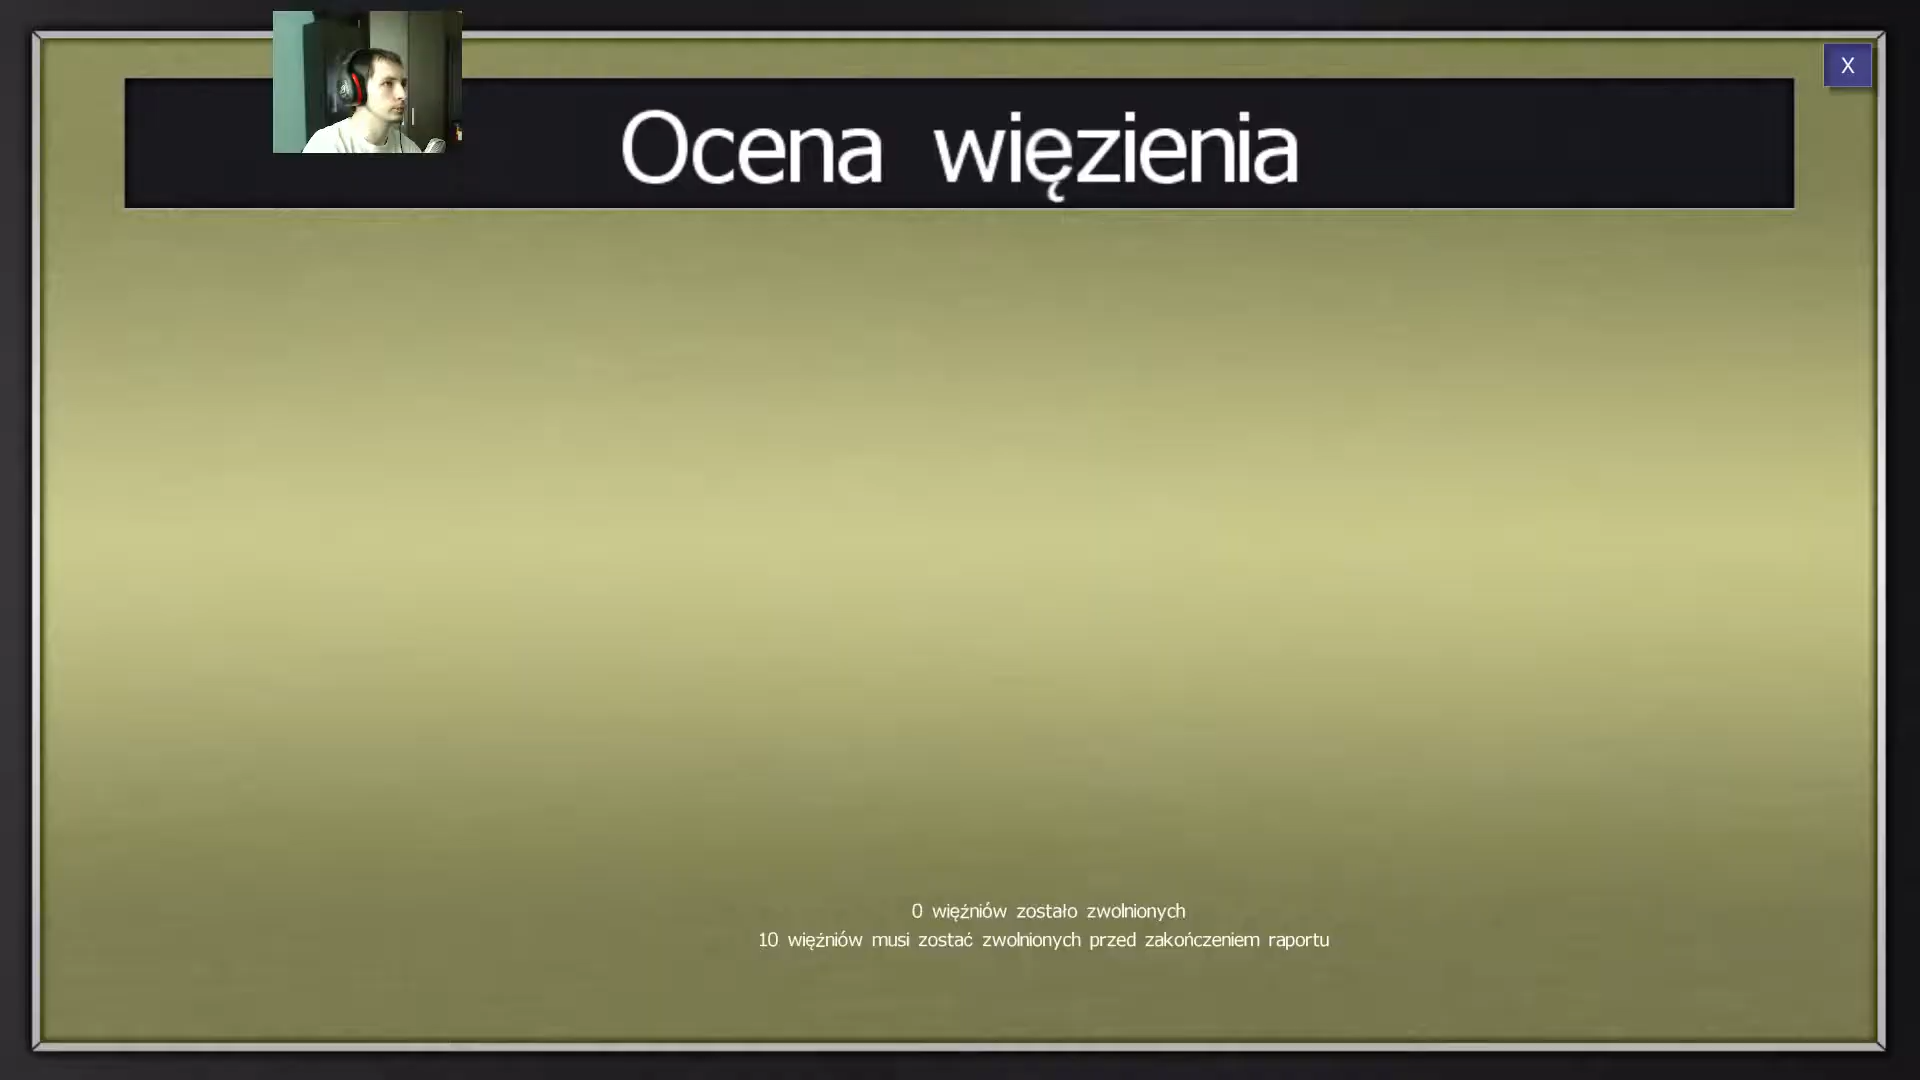 X
Ocena więzienia
0 więźniów zostało zwolnionych
10 więźniów musi zostać zwolnionych przed zakończeniem raportu